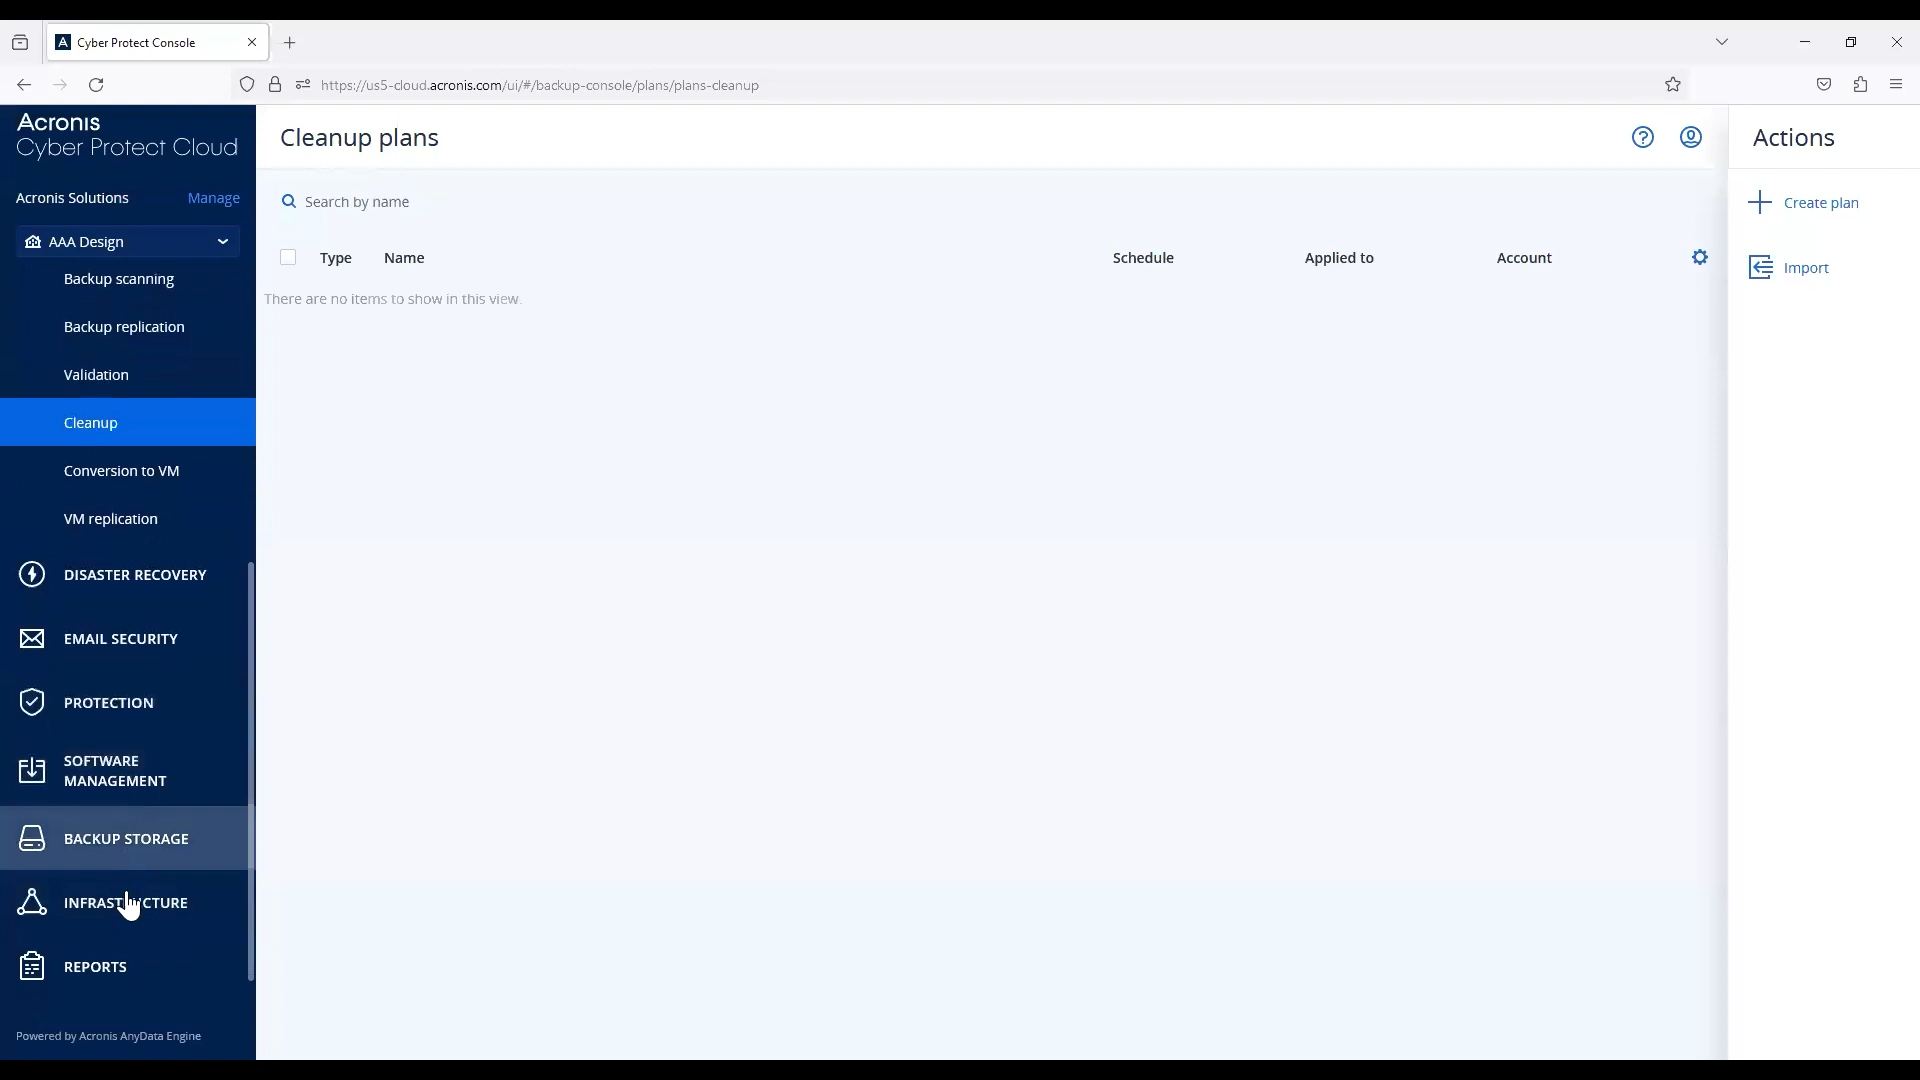 Cyber Protect Console
https://us5-cloud.acronis.com/ui/#/backup-console/plans/plans-cleanup
Acronis
Cyber Protect Cloud
Acronis Solutions Manage
AAA Design
Backup scanning
Backup replication
Validation
Cleanup
Conversion to VM
VM replication
DISASTER RECOVERY
EMAIL SECURITY
PROTECTION
SOFTWARE
MANAGEMENT
BACKUP STORAGE
INFRASTRUCTURE
REPORTS
Powered by Acronis AnyData Engine
Cleanup plans
Search by name
Type Name Schedule Applied to Account
There are no items to show in this view.
Actions
Create plan
Import